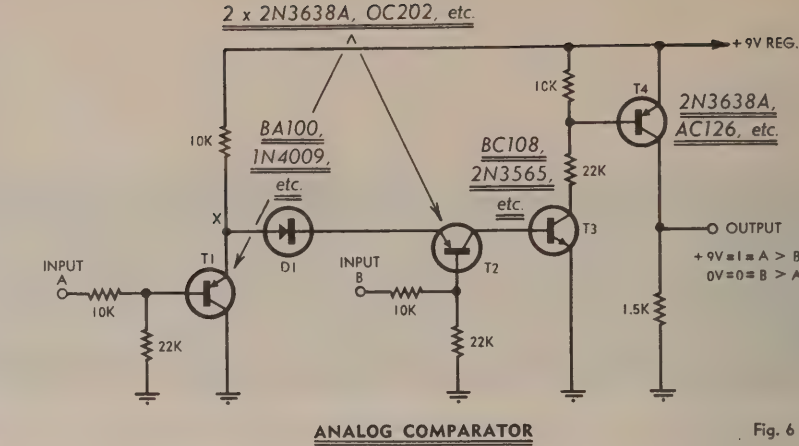 2 x 2N3638A, OC202, etc.
+ 9V REG.
10K
T4
2N3638A,
AC126, etc.
10K
BA100,
1N4009,
etc.
BC108,
2N3565,
etc.
22K
X
T3
OUTPUT
T1
D1
INPUT
B
T2
+ 9V = 1 = A > B
0V = 0 = B > A
INPUT
A
10K
10K
1.5K
22K
22K
ANALOG COMPARATOR
Fig. 6